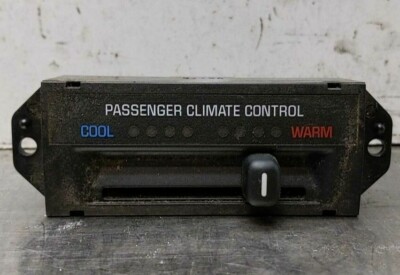 PASSENGER CLIMATE CONTROL
COOL WARM